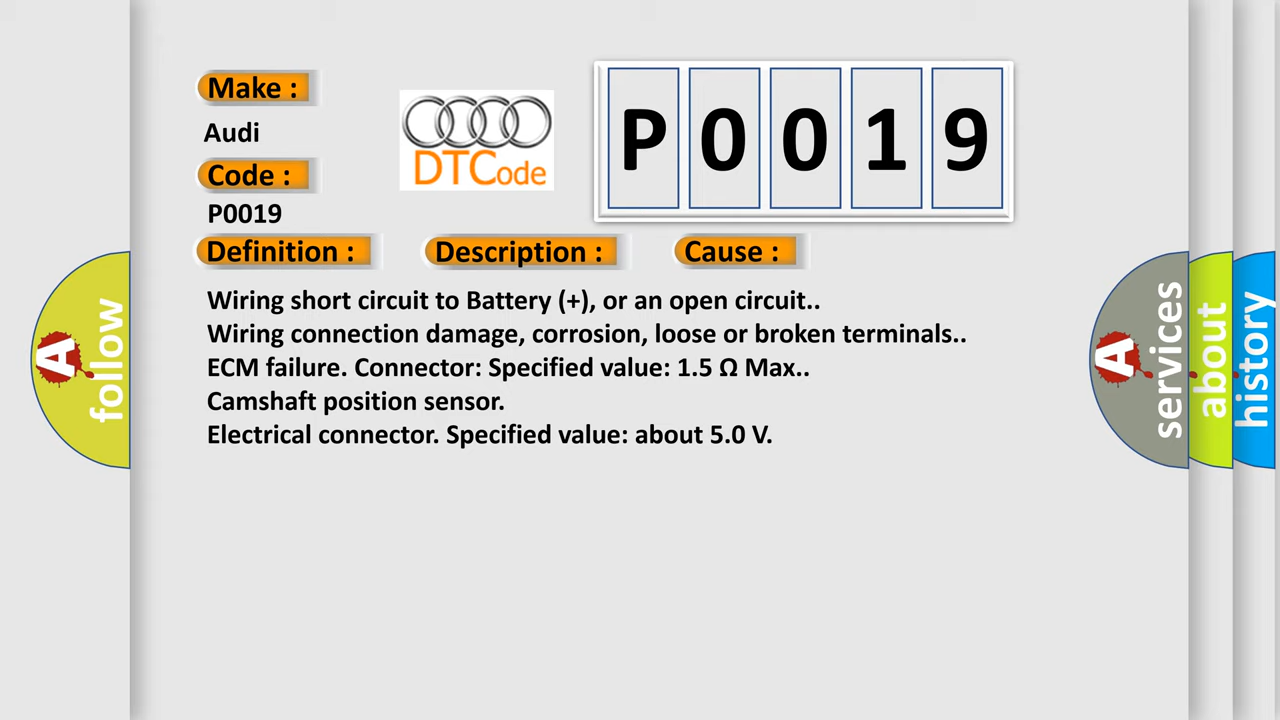 Make :
Audi
Code :
P0019
DTCode
P 0 0 1 9
Definition :
Description :
Cause :
Wiring short circuit to Battery (+), or an open circuit..
Wiring connection damage, corrosion, loose or broken terminals..
ECM failure. Connector: Specified value: 1.5 Ω Max..
Camshaft position sensor.
Electrical connector. Specified value: about 5.0 V.
A
follow
A
services
about
history